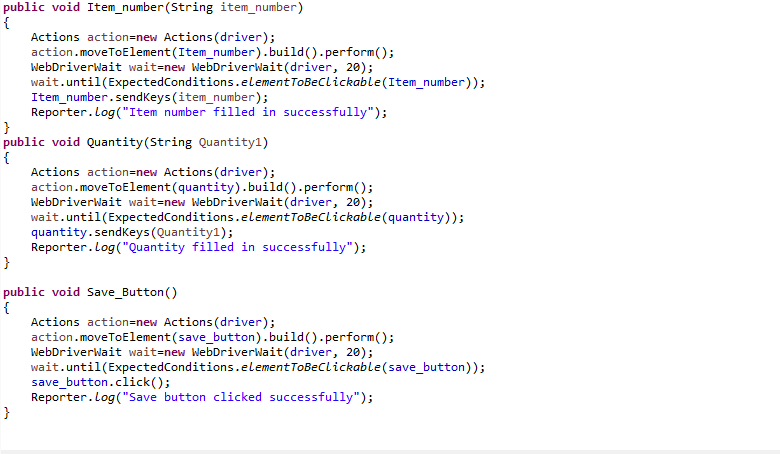 public void Item_number(String item_number)
{
    Actions action=new Actions(driver);
    action.moveToElement(Item_number).build().perform();
    WebDriverWait wait=new WebDriverWait(driver, 20);
    wait.until(ExpectedConditions.elementToBeClickable(Item_number));
    Item_number.sendKeys(item_number);
    Reporter.log("Item number filled in successfully");
}
public void Quantity(String Quantity1)
{
    Actions action=new Actions(driver);
    action.moveToElement(quantity).build().perform();
    WebDriverWait wait=new WebDriverWait(driver, 20);
    wait.until(ExpectedConditions.elementToBeClickable(quantity));
    quantity.sendKeys(Quantity1);
    Reporter.log("Quantity filled in successfully");
}

public void Save_Button()
{
    Actions action=new Actions(driver);
    action.moveToElement(save_button).build().perform();
    WebDriverWait wait=new WebDriverWait(driver, 20);
    wait.until(ExpectedConditions.elementToBeClickable(save_button));
    save_button.click();
    Reporter.log("Save button clicked successfully");
}